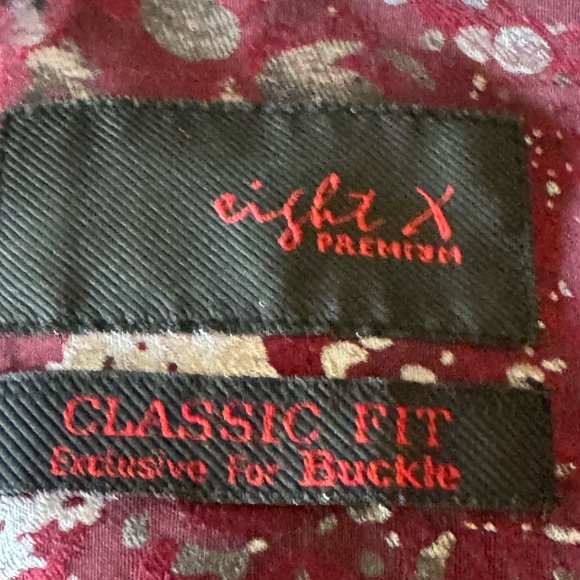 eight X
PREMIUM
CLASSIC FIT
Exclusive For Buckle